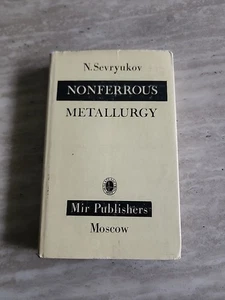 N. Sevryukov
NONFERROUS
METALLURGY
Mir Publishers
Moscow